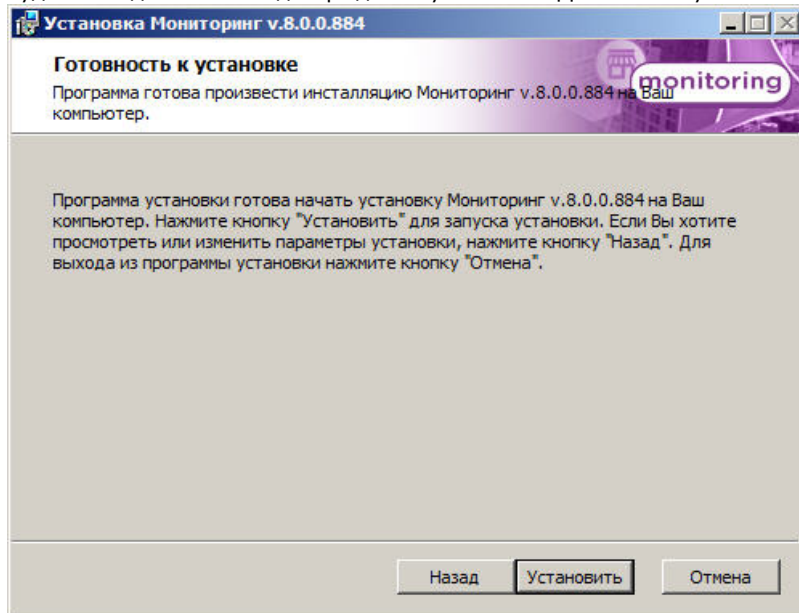 Установка Мониторинг v.8.0.0.884
Готовность к установке
Программа готова произвести инсталляцию Мониторинг v.8.0.0.884 на Ваш
компьютер.
monitoring
Программа установки готова начать установку Мониторинг v.8.0.0.884 на Ваш
компьютер. Нажмите кнопку "Установить" для запуска установки. Если Вы хотите
просмотреть или изменить параметры установки, нажмите кнопку "Назад". Для
выхода из программы установки нажмите кнопку "Отмена".
Назад
Установить
Отмена